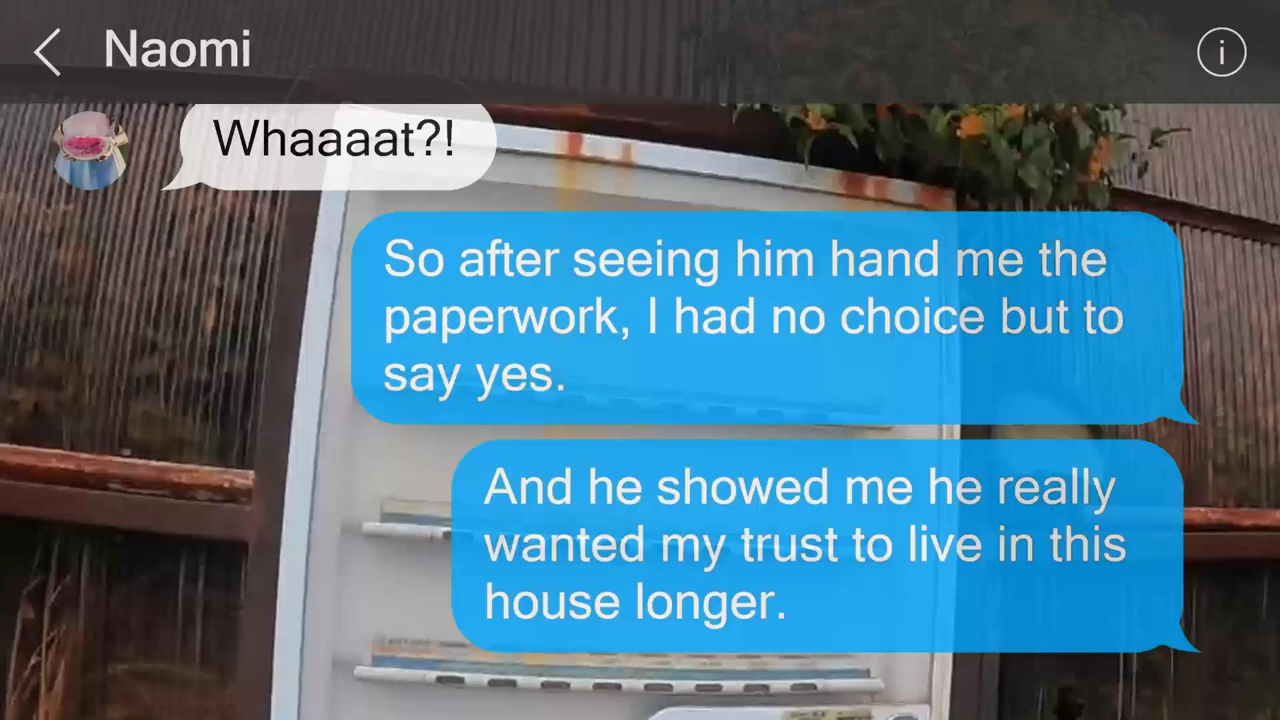 Naomi
Whaaaat?!
So after seeing him hand me the
paperwork, I had no choice but to
say yes.
And he showed me he really
wanted my trust to live in this
house longer.